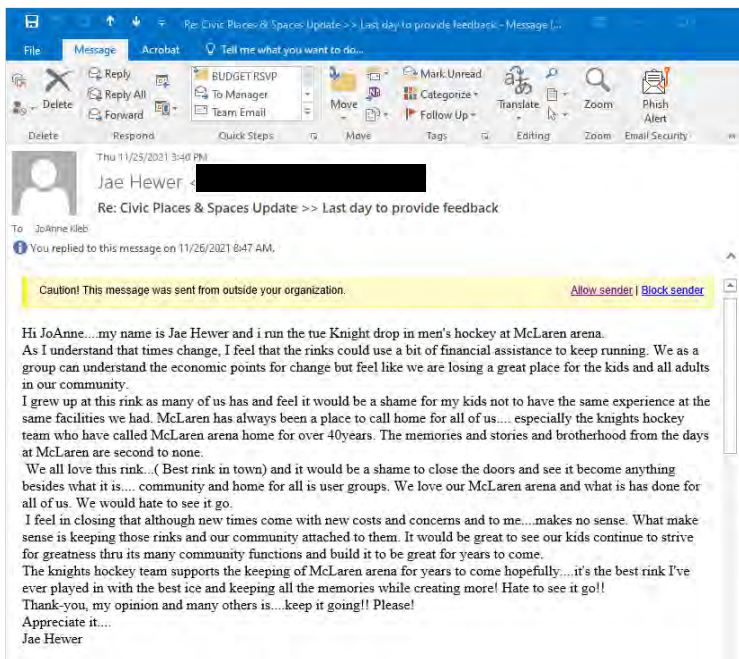 Re: Civic Places & Spaces Update >> Last day to provide feedback - Message (...
File Message Acrobat Tell me what you want to do...
Delete
Reply
Reply All
Forward
BUDGET RSVP
To Manager
Team Email
Move
Mark Unread
Categorize
Follow Up
Translate
Zoom
Phish
Alert
Delete Respond Quick Steps Move Tags Editing Zoom Email Security
Thu 11/25/2021 3:40 PM
Jae Hewer <
Re: Civic Places & Spaces Update >> Last day to provide feedback
To JoAnne Kleb
You replied to this message on 11/26/2021 8:47 AM.
Caution! This message was sent from outside your organization. Allow sender | Block sender
Hi JoAnne....my name is Jae Hewer and i run the tue Knight drop in men's hockey at McLaren arena.
As I understand that times change, I feel that the rinks could use a bit of financial assistance to keep running. We as a
group can understand the economic points for change but feel like we are losing a great place for the kids and all adults
in our community.
I grew up at this rink as many of us has and feel it would be a shame for my kids not to have the same experience at the
same facilities we had. McLaren has always been a place to call home for all of us.... especially the knights hockey
team who have called McLaren arena home for over 40years. The memories and stories and brotherhood from the days
at McLaren are second to none.
We all love this rink...( Best rink in town) and it would be a shame to close the doors and see it become anything
besides what it is.... community and home for all is user groups. We love our McLaren arena and what is has done for
all of us. We would hate to see it go.
I feel in closing that although new times come with new costs and concerns and to me....makes no sense. What make
sense is keeping those rinks and our community attached to them. It would be great to see our kids continue to strive
for greatness thru its many community functions and build it to be great for years to come.
The knights hockey team supports the keeping of McLaren arena for years to come hopefully....it's the best rink I've
ever played in with the best ice and keeping all the memories while creating more! Hate to see it go!!
Thank-you, my opinion and many others is....keep it going!! Please!
Appreciate it....
Jae Hewer